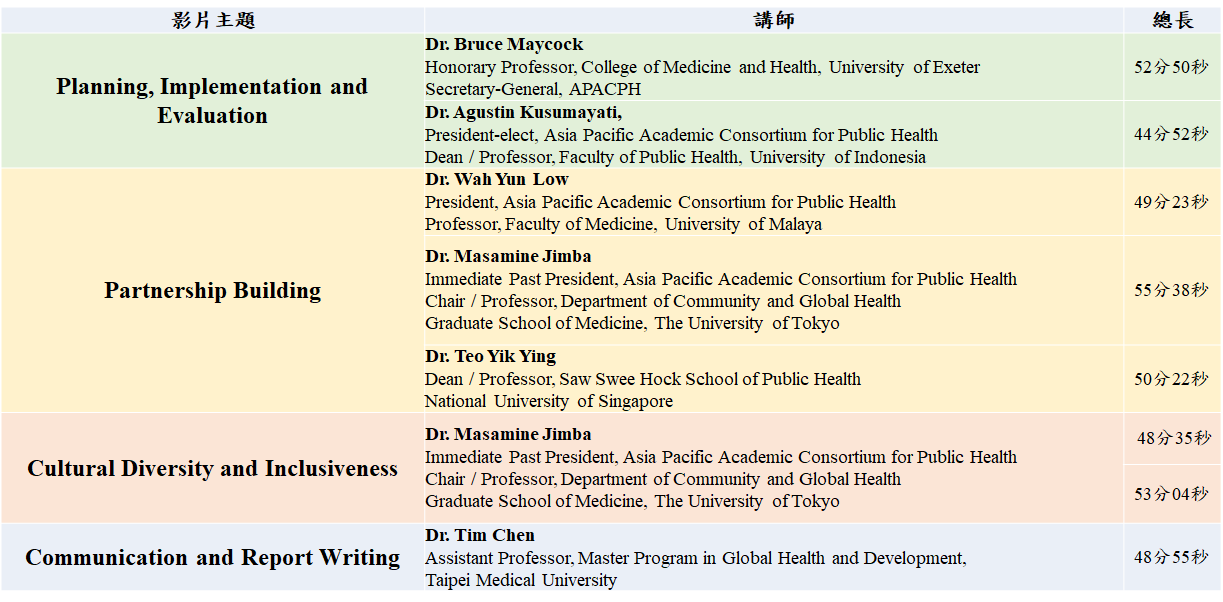 影片主題
講師
總長
Planning, Implementation and
Evaluation
Dr. Bruce Maycock
Honorary Professor, College of Medicine and Health, University of Exeter
Secretary-General, APACPH
52分50秒
Dr. Agustin Kusumayati,
President-elect, Asia Pacific Academic Consortium for Public Health
Dean / Professor, Faculty of Public Health, University of Indonesia
44分52秒
Partnership Building
Dr. Wah Yun Low
President, Asia Pacific Academic Consortium for Public Health
Professor, Faculty of Medicine, University of Malaya
49分23秒
Dr. Masamine Jimba
Immediate Past President, Asia Pacific Academic Consortium for Public Health
Chair / Professor, Department of Community and Global Health
Graduate School of Medicine, The University of Tokyo
55分38秒
Dr. Teo Yik Ying
Dean / Professor, Saw Swee Hock School of Public Health
National University of Singapore
50分22秒
Cultural Diversity and Inclusiveness
Dr. Masamine Jimba
Immediate Past President, Asia Pacific Academic Consortium for Public Health
Chair / Professor, Department of Community and Global Health
Graduate School of Medicine, The University of Tokyo
48分35秒
53分04秒
Communication and Report Writing
Dr. Tim Chen
Assistant Professor, Master Program in Global Health and Development,
Taipei Medical University
48分55秒